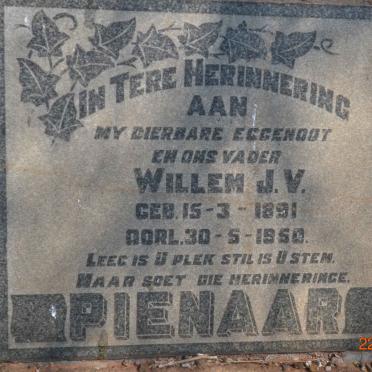 IN TERE HERINNERING
AAN
MY DIERBARE EGGENOOT
EN ONS VADER
WILLEM J.V.
GEB. 15-3-1891
OORL. 30-5-1950.
LEEG IS U PLEK STIL IS U STEM.
MAAR SOET DIE HERINNERINGE.
PIENAAR
22